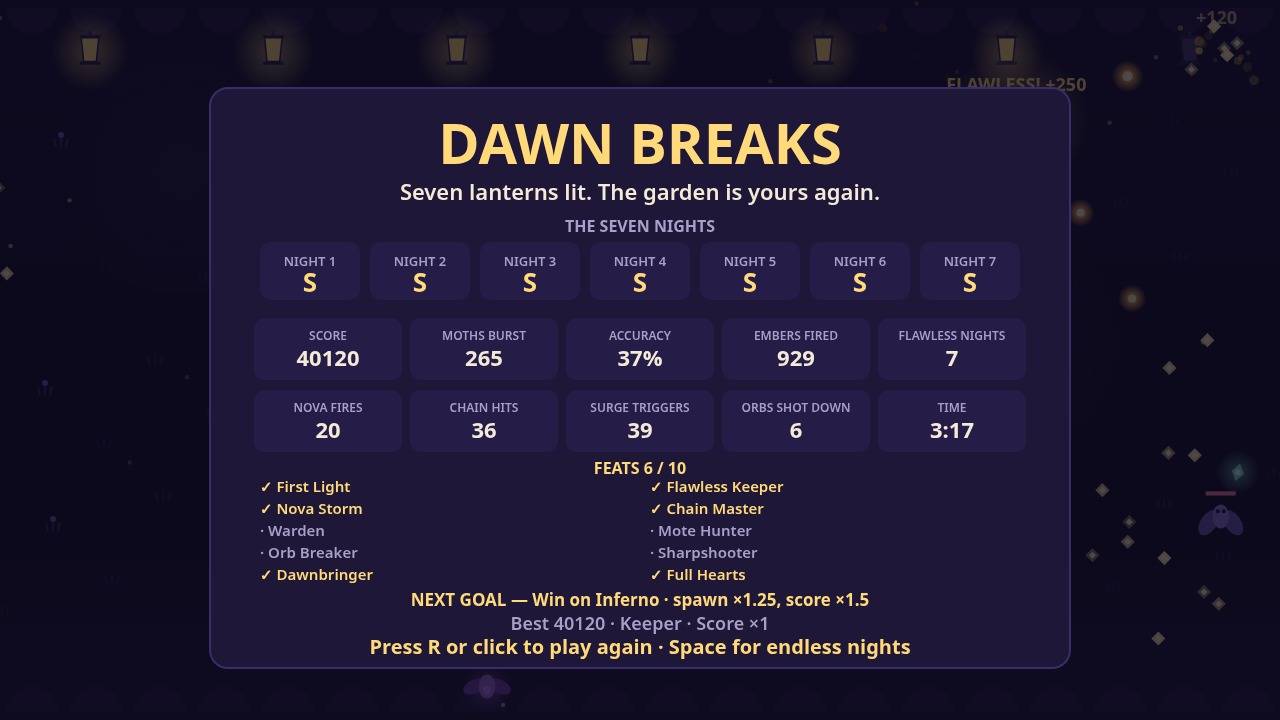 +120
FLAWLESS! +250
DAWN BREAKS
Seven lanterns lit. The garden is yours again.
THE SEVEN NIGHTS
NIGHT 1 NIGHT 2 NIGHT 3 NIGHT 4 NIGHT 5 NIGHT 6 NIGHT 7
S S S S S S S
SCORE MOTHS BURST ACCURACY EMBERS FIRED FLAWLESS NIGHTS
40120 265 37% 929 7
NOVA FIRES CHAIN HITS SURGE TRIGGERS ORBS SHOT DOWN TIME
20 36 39 6 3:17
FEATS 6 / 10
✓ First Light ✓ Flawless Keeper
✓ Nova Storm ✓ Chain Master
· Warden · Mote Hunter
· Orb Breaker · Sharpshooter
✓ Dawnbringer ✓ Full Hearts
NEXT GOAL — Win on Inferno · spawn ×1.25, score ×1.5
Best 40120 · Keeper · Score ×1
Press R or click to play again · Space for endless nights